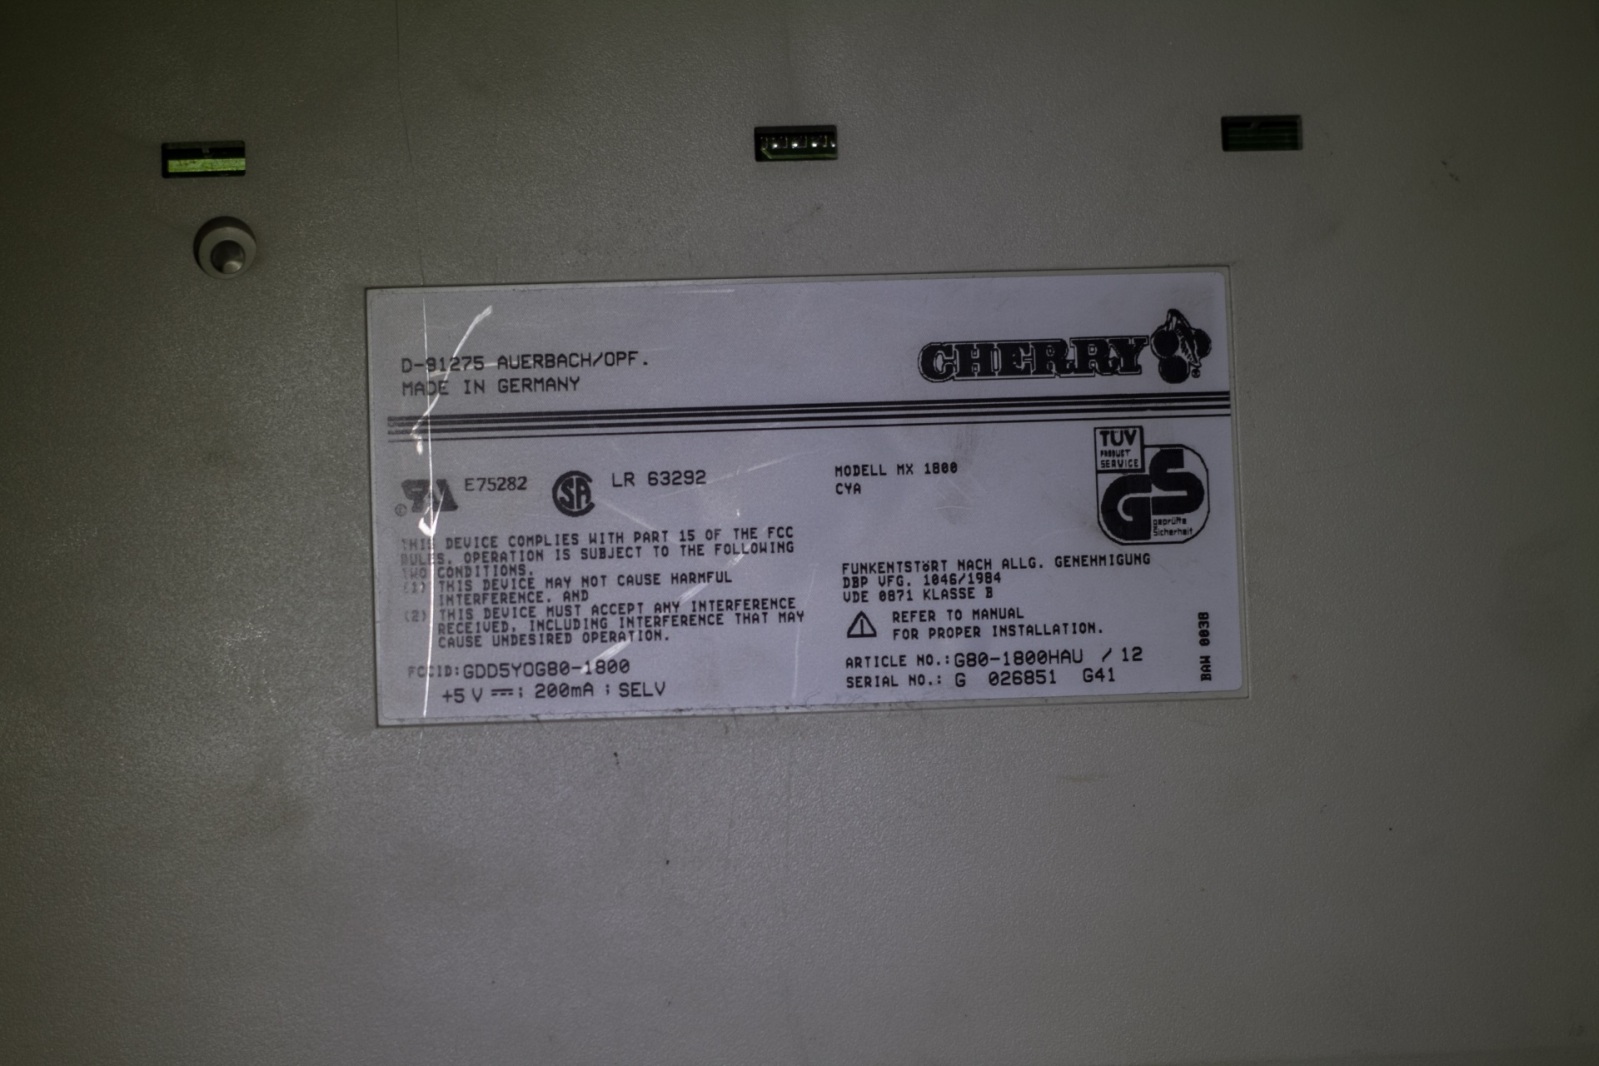 D-91275 AUERBACH/OPF.
MADE IN GERMANY
CHERRY
E75282
LR 63292
THIS DEVICE COMPLIES WITH PART 15 OF THE FCC
RULES. OPERATION IS SUBJECT TO THE FOLLOWING
TWO CONDITIONS.
(1) THIS DEVICE MAY NOT CAUSE HARMFUL
INTERFERENCE, AND
(2) THIS DEVICE MUST ACCEPT ANY INTERFERENCE
RECEIVED, INCLUDING INTERFERENCE THAT MAY
CAUSE UNDESIRED OPERATION.
FCCID:GDD5YOG80-1800
+5 V ⎓; 200mA ; SELV
MODELL MX 1800
CYA
TÜV
PRODUCT
SERVICE
GS
geprüfte
Sicherheit
FUNKENTSTÖRT NACH ALLG. GENEHMIGUNG
DBP VFG. 1046/1984
VDE 0871 KLASSE B
REFER TO MANUAL
FOR PROPER INSTALLATION.
ARTICLE NO.:G80-1800HAU / 12
SERIAL NO.: G 026851 G41